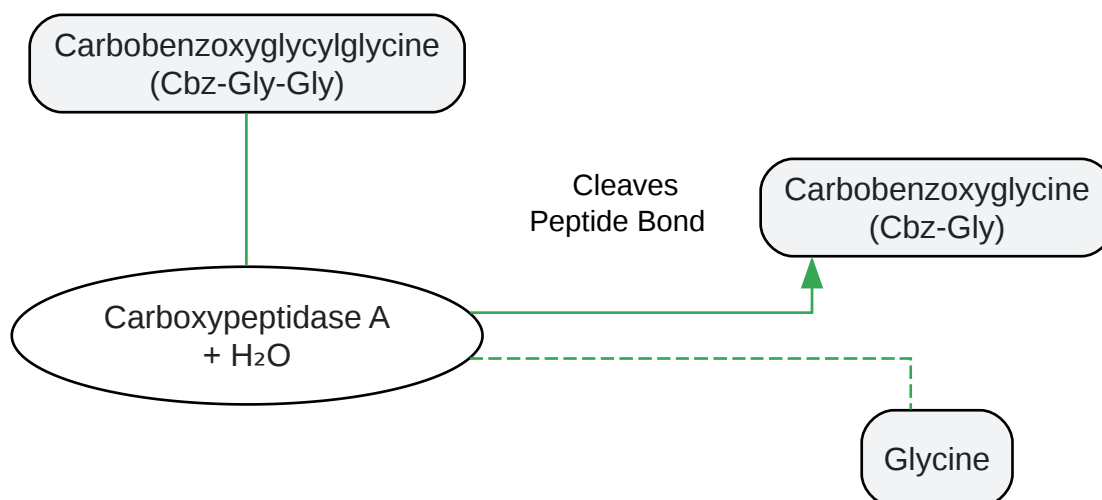 Carbobenzoxyglycylglycine
(Cbz-Gly-Gly)
Cleaves
Peptide Bond
Carbobenzoxyglycine
(Cbz-Gly)
Carboxypeptidase A
+ H₂O
Glycine